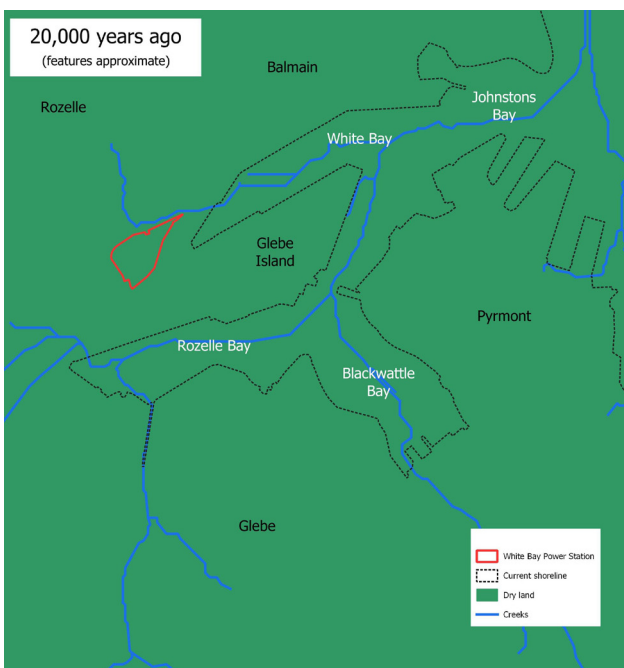 20,000 years ago
(features approximate)
Balmain
Rozelle
Johnstons
Bay
White Bay
Glebe
Island
Pyrmont
Rozelle Bay
Blackwattle
Bay
Glebe
White Bay Power Station
Current shoreline
Dry land
Creeks